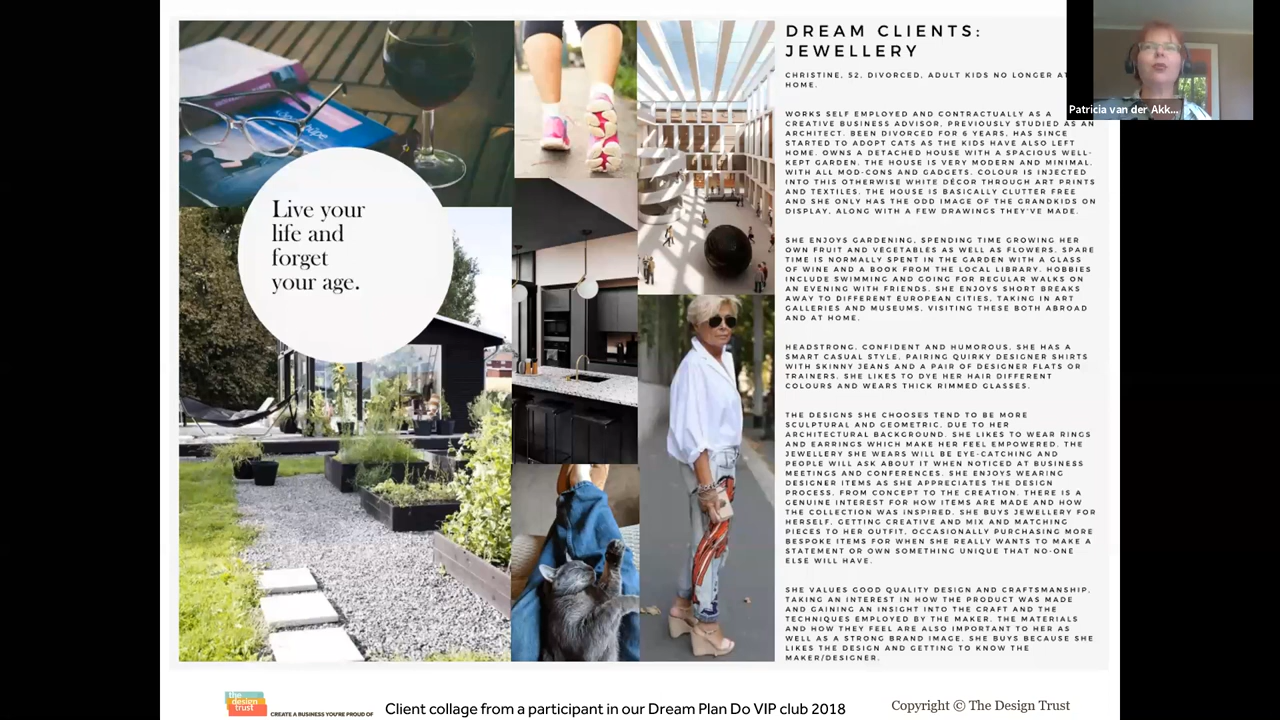 DREAM CLIENTS:
JEWELLERY
CHRISTINE, 52, DIVORCED, ADULT KIDS NO LONGER AT
HOME.
WORKS SELF EMPLOYED AND CONTRACTUALLY AS A
CREATIVE BUSINESS ADVISOR, PREVIOUSLY STUDIED AS AN
ARCHITECT. BEEN DIVORCED FOR 6 YEARS, HAS SINCE
STARTED TO ADOPT CATS AS THE KIDS HAVE ALSO LEFT
HOME. OWNS A DETACHED HOUSE WITH A SPACIOUS WELL-
KEPT GARDEN. THE HOUSE IS VERY MODERN AND MINIMAL,
WITH ALL MOD-CONS AND GADGETS. COLOUR IS INJECTED
INTO THIS OTHERWISE WHITE DÉCOR THROUGH ART PRINTS
AND TEXTILES. THE HOUSE IS BASICALLY CLUTTER FREE
AND SHE ONLY HAS THE ODD IMAGE OF THE GRANDKIDS ON
DISPLAY, ALONG WITH A FEW DRAWINGS THEY'VE MADE.
SHE ENJOYS GARDENING, SPENDING TIME GROWING HER
OWN FRUIT AND VEGETABLES AS WELL AS FLOWERS. SPARE
TIME IS NORMALLY SPENT IN THE GARDEN WITH A GLASS
OF WINE AND A BOOK FROM THE LOCAL LIBRARY. HOBBIES
INCLUDE SWIMMING AND GOING FOR REGULAR WALKS ON
AN EVENING WITH FRIENDS. SHE ENJOYS SHORT BREAKS
AWAY TO DIFFERENT EUROPEAN CITIES, TAKING IN ART
GALLERIES AND MUSEUMS, VISITING THESE BOTH ABROAD
AND AT HOME.
HEADSTRONG, CONFIDENT AND HUMOROUS, SHE HAS A
SMART CASUAL STYLE, PAIRING QUIRKY DESIGNER SHIRTS
WITH SKINNY JEANS AND A PAIR OF DESIGNER FLATS OR
TRAINERS. SHE LIKES TO DYE HER HAIR DIFFERENT
COLOURS AND WEARS THICK RIMMED GLASSES.
THE DESIGNS SHE CHOOSES TEND TO BE MORE
SCULPTURAL AND GEOMETRIC, DUE TO HER
ARCHITECTURAL BACKGROUND. SHE LIKES TO WEAR RINGS
AND EARRINGS WHICH MAKE HER FEEL EMPOWERED. THE
JEWELLERY SHE WEARS WILL BE EYE-CATCHING AND
PEOPLE WILL ASK ABOUT IT WHEN NOTICED AT BUSINESS
MEETINGS AND CONFERENCES. SHE ENJOYS WEARING
DESIGNER ITEMS AS SHE APPRECIATES THE DESIGN
PROCESS, FROM CONCEPT TO THE CREATION. THERE IS A
GENUINE INTEREST FOR HOW ITEMS ARE MADE AND HOW
THE COLLECTION WAS INSPIRED. SHE BUYS JEWELLERY FOR
HERSELF, GETTING CREATIVE AND MIX AND MATCHING
PIECES TO HER OUTFIT, OCCASIONALLY PURCHASING MORE
BESPOKE ITEMS FOR WHEN SHE REALLY WANTS TO MAKE A
STATEMENT OR OWN SOMETHING UNIQUE THAT NO-ONE
ELSE WILL HAVE.
SHE VALUES GOOD QUALITY DESIGN AND CRAFTSMANSHIP,
TAKING AN INTEREST IN HOW THE PRODUCT WAS MADE
AND GAINING AN INSIGHT INTO THE CRAFT AND THE
TECHNIQUES EMPLOYED BY THE MAKER. THE MATERIALS
AND HOW THEY FEEL ARE ALSO IMPORTANT TO HER AS
WELL AS A STRONG BRAND IMAGE. SHE BUYS BECAUSE SHE
LIKES THE DESIGN AND GETTING TO KNOW THE
MAKER/DESIGNER.
Live your
life and
forget
your age.
Patricia van der Akk...
the
design
trust
CREATE A BUSINESS YOU'RE PROUD OF
Client collage from a participant in our Dream Plan Do VIP club 2018
Copyright © The Design Trust